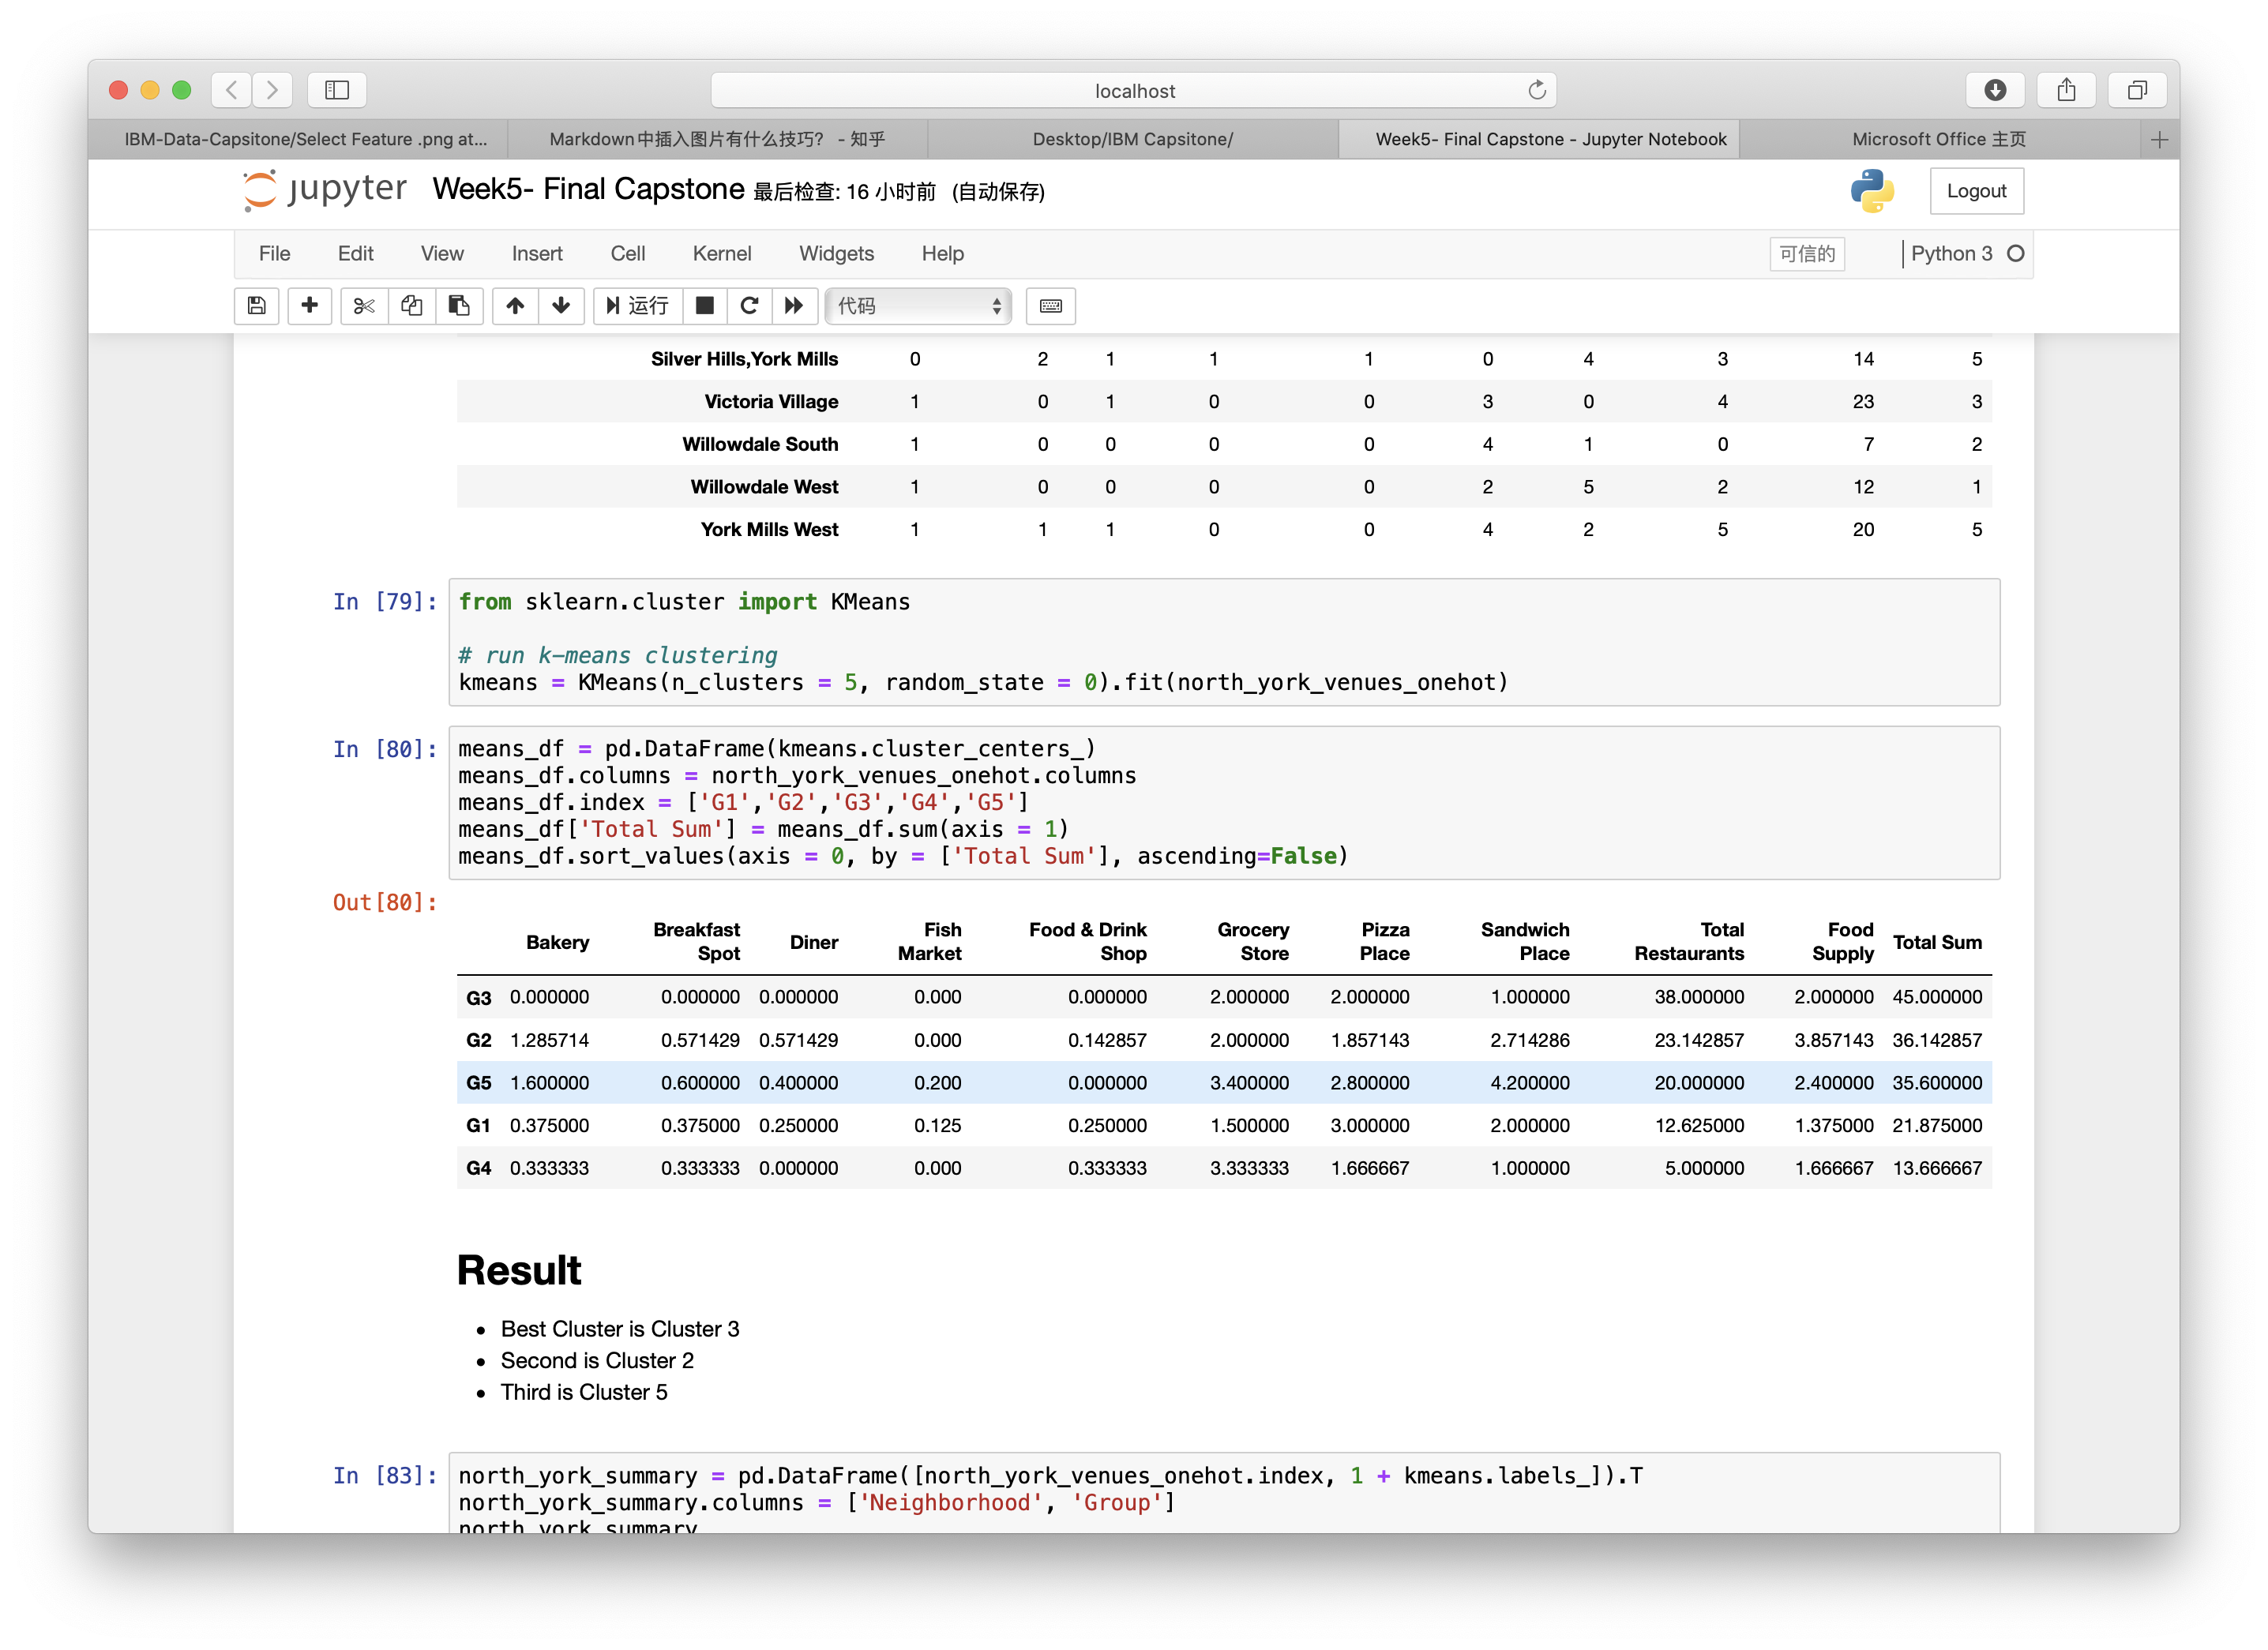 localhost
IBM-Data-Capsitone/Select Feature .png at...
Markdown中插入图片有什么技巧? - 知乎
Desktop/IBM Capsitone/
Week5- Final Capstone - Jupyter Notebook
Microsoft Office 主页
jupyter Week5- Final Capstone 最后检查: 16 小时前 (自动保存)
Logout
File Edit View Insert Cell Kernel Widgets Help 可信的 Python 3
运行 代码
Silver Hills,York Mills 0 2 1 1 1 0 4 3 14 5
Victoria Village 1 0 1 0 0 3 0 4 23 3
Willowdale South 1 0 0 0 0 4 1 0 7 2
Willowdale West 1 0 0 0 0 2 5 2 12 1
York Mills West 1 1 1 0 0 4 2 5 20 5
In [79]: from sklearn.cluster import KMeans
# run k-means clustering
kmeans = KMeans(n_clusters = 5, random_state = 0).fit(north_york_venues_onehot)
In [80]: means_df = pd.DataFrame(kmeans.cluster_centers_)
means_df.columns = north_york_venues_onehot.columns
means_df.index = ['G1','G2','G3','G4','G5']
means_df['Total Sum'] = means_df.sum(axis = 1)
means_df.sort_values(axis = 0, by = ['Total Sum'], ascending=False)
Out[80]:
Bakery Breakfast Spot Diner Fish Market Food & Drink Shop Grocery Store Pizza Place Sandwich Place Total Restaurants Food Supply Total Sum
G3 0.000000 0.000000 0.000000 0.000 0.000000 2.000000 2.000000 1.000000 38.000000 2.000000 45.000000
G2 1.285714 0.571429 0.571429 0.000 0.142857 2.000000 1.857143 2.714286 23.142857 3.857143 36.142857
G5 1.600000 0.600000 0.400000 0.200 0.000000 3.400000 2.800000 4.200000 20.000000 2.400000 35.600000
G1 0.375000 0.375000 0.250000 0.125 0.250000 1.500000 3.000000 2.000000 12.625000 1.375000 21.875000
G4 0.333333 0.333333 0.000000 0.000 0.333333 3.333333 1.666667 1.000000 5.000000 1.666667 13.666667
Result
• Best Cluster is Cluster 3
• Second is Cluster 2
• Third is Cluster 5
In [83]: north_york_summary = pd.DataFrame([north_york_venues_onehot.index, 1 + kmeans.labels_]).T
north_york_summary.columns = ['Neighborhood', 'Group']
north_york_summary